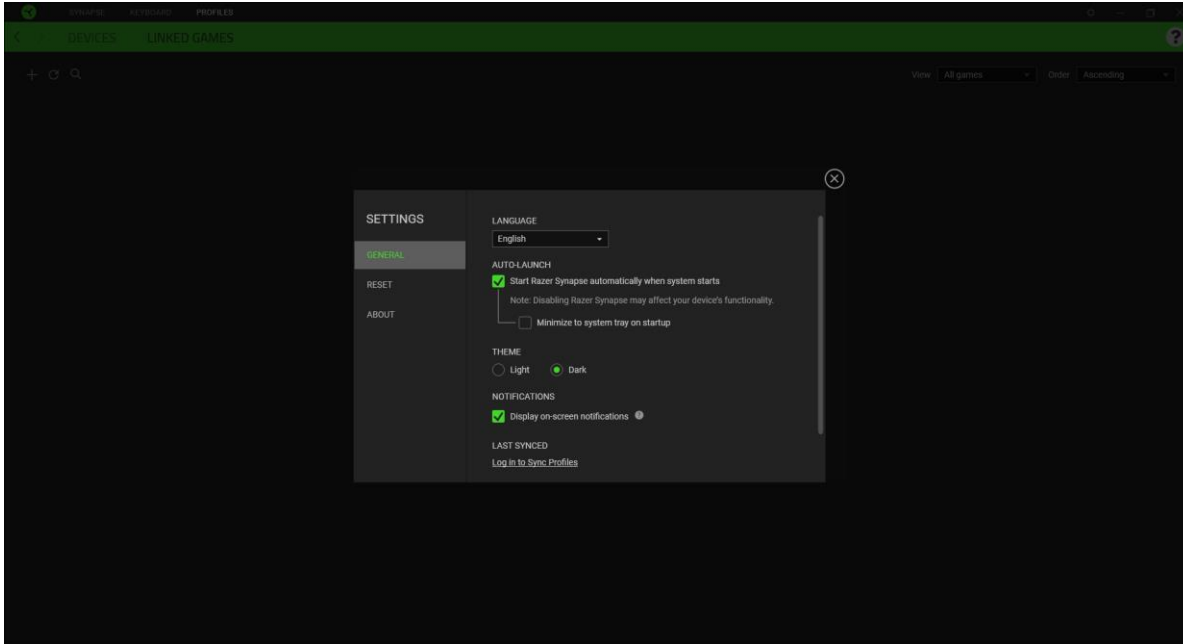 SYNAPSE KEYBOARD PROFILES
DEVICES LINKED GAMES ?
View All games Order Ascending
SETTINGS
GENERAL
RESET
ABOUT
LANGUAGE
English
AUTO-LAUNCH
Start Razer Synapse automatically when system starts
Note: Disabling Razer Synapse may affect your device's functionality.
Minimize to system tray on startup
THEME
Light Dark
NOTIFICATIONS
Display on-screen notifications
LAST SYNCED
Log in to Sync Profiles